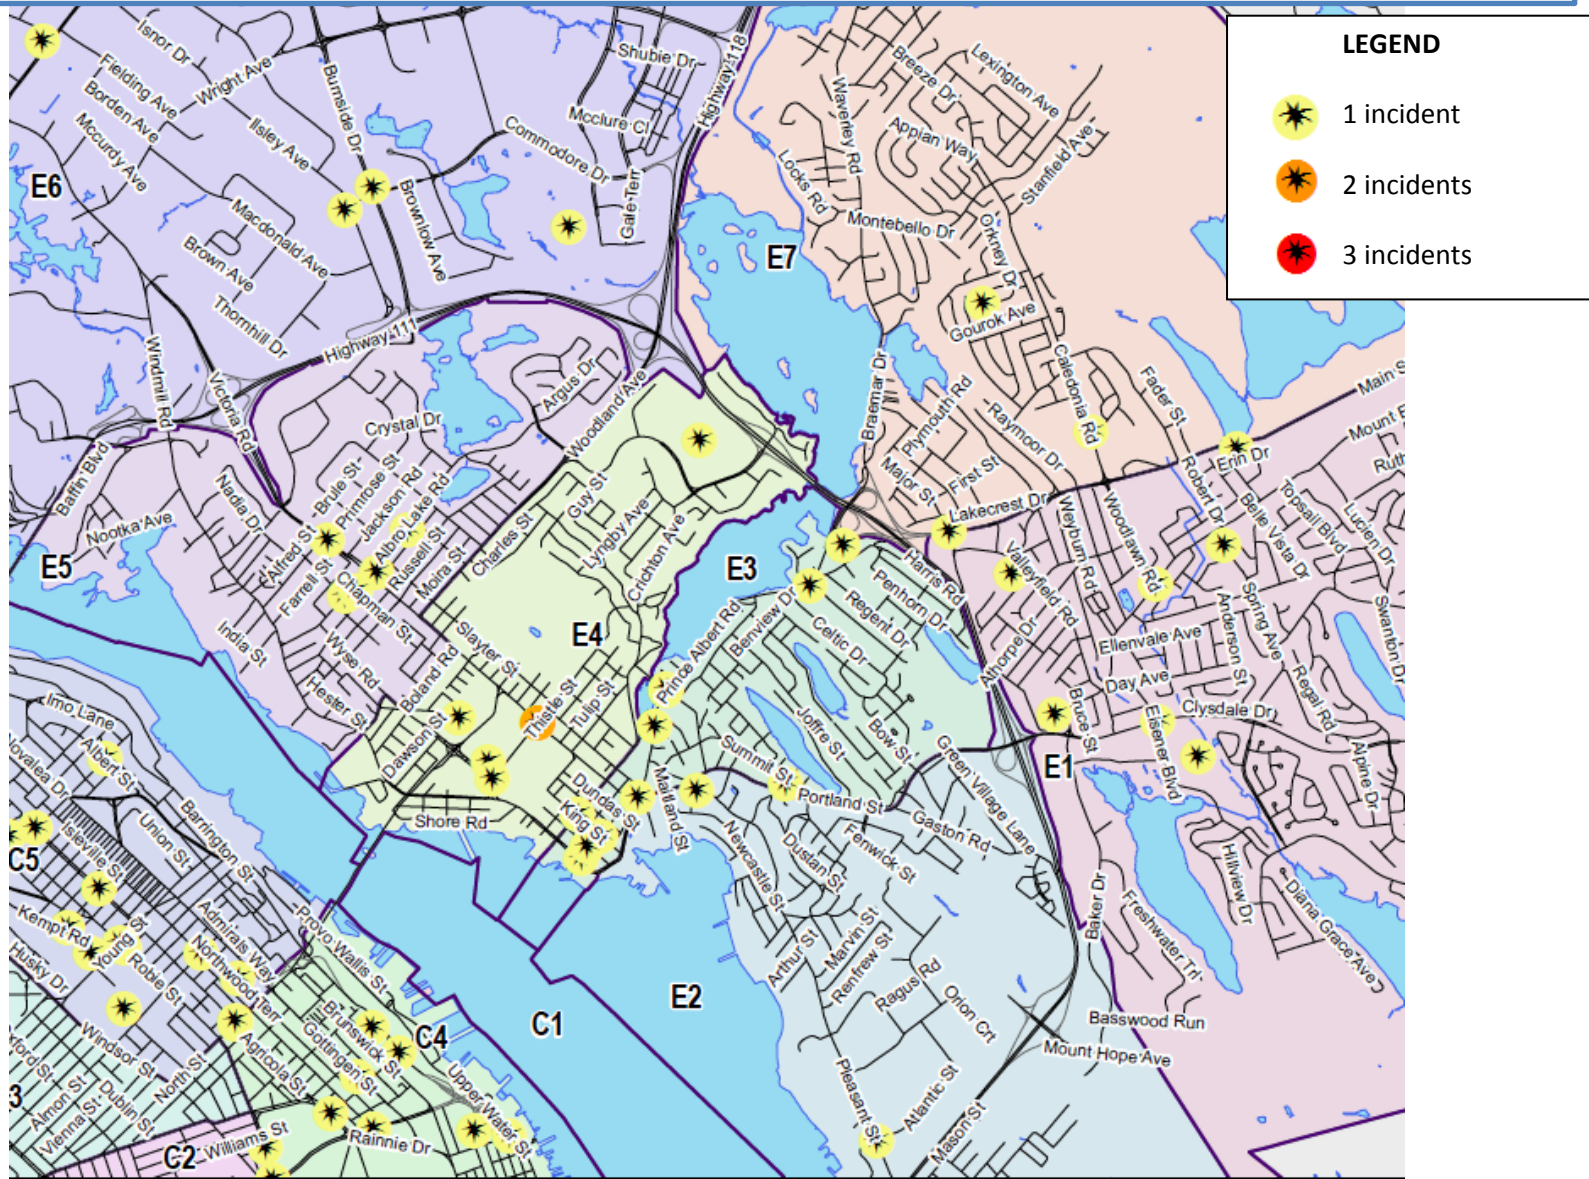 LEGEND
1 incident
2 incidents
3 incidents
Isnor Dr
Fielding Ave
Wright Ave
Borden Ave
Mccurdy Ave
Ilsley Ave
Burnside Dr
Shubie Dr
Highway 118
Mcclure Cl
Commodore Dr
Gale Terr
Brownlow Ave
E6
Macdonald Ave
Brown Ave
Thornhill Dr
Highway 111
Windmill Rd
Victoria Rd
Breeze Dr
Lexington Ave
Waverley Rd
Appian Way
Stanfield Ave
Locks Rd
Montebello Dr
Orkney Dr
E7
Gourok Ave
Caledonia Rd
Fader St
Main S
Braemar Dr
Plymouth Rd
Raymoor Dr
Major St
First St
Lakecrest Dr
Argus Dr
Woodland Ave
Crystal Dr
Baffin Blvd
Nootka Ave
Nadia Dr
Brule St
Primrose St
Jackson Rd
Albro Lake Rd
Russell St
Moira St
Charles St
Alfred St
Farrell St
Chapman St
Guy St
Lyngby Ave
Crichton Ave
E5
E3
E4
India St
Wyse Rd
Hester St
Boland Rd
Slayter St
Dawson St
Thistle St
Tulip St
Shore Rd
Dundas St
King St
Prince Albert Rd
Benview Dr
Celtic Dr
Regent Dr
Penhorn Dr
Harris Rd
Joffre St
Bow St
Summit St
Portland St
Maitland St
Newcastle St
Dustan St
Fenwick St
Gaston Rd
Green Village Lane
Erin Dr
Robert Dr
Belle Vista Dr
Topsail Blvd
Lucien Dr
Woodlawn Rd
Weyburn Rd
Valleyfield Rd
Athorpe Dr
Ellenvale Ave
Day Ave
Anderson St
Spring Ave
Regal Rd
Swanton Dr
Bruce St
Eisener Blvd
Clysdale Dr
Alpine Dr
E1
Hillview Dr
Diana Grace Ave
Baker Dr
Freshwater Trl
Basswood Run
Mount Hope Ave
Arthur St
Marvin St
Renfrew St
Ragus Rd
Orion Crt
Pleasant St
Atlantic St
Mason St
E2
C1
Imo Lane
Albert St
Isleville St
Union St
Barrington St
C5
Kempt Rd
Young St
Robie St
Husky Dr
Admirals Way
Northwood Terr
Provo Wallis St
Brunswick St
Gottingen St
Agricola St
Upper Water St
C4
Windsor St
North St
Almon St
Vienna St
Dublin St
Williams St
Rainnie Dr
C2
3